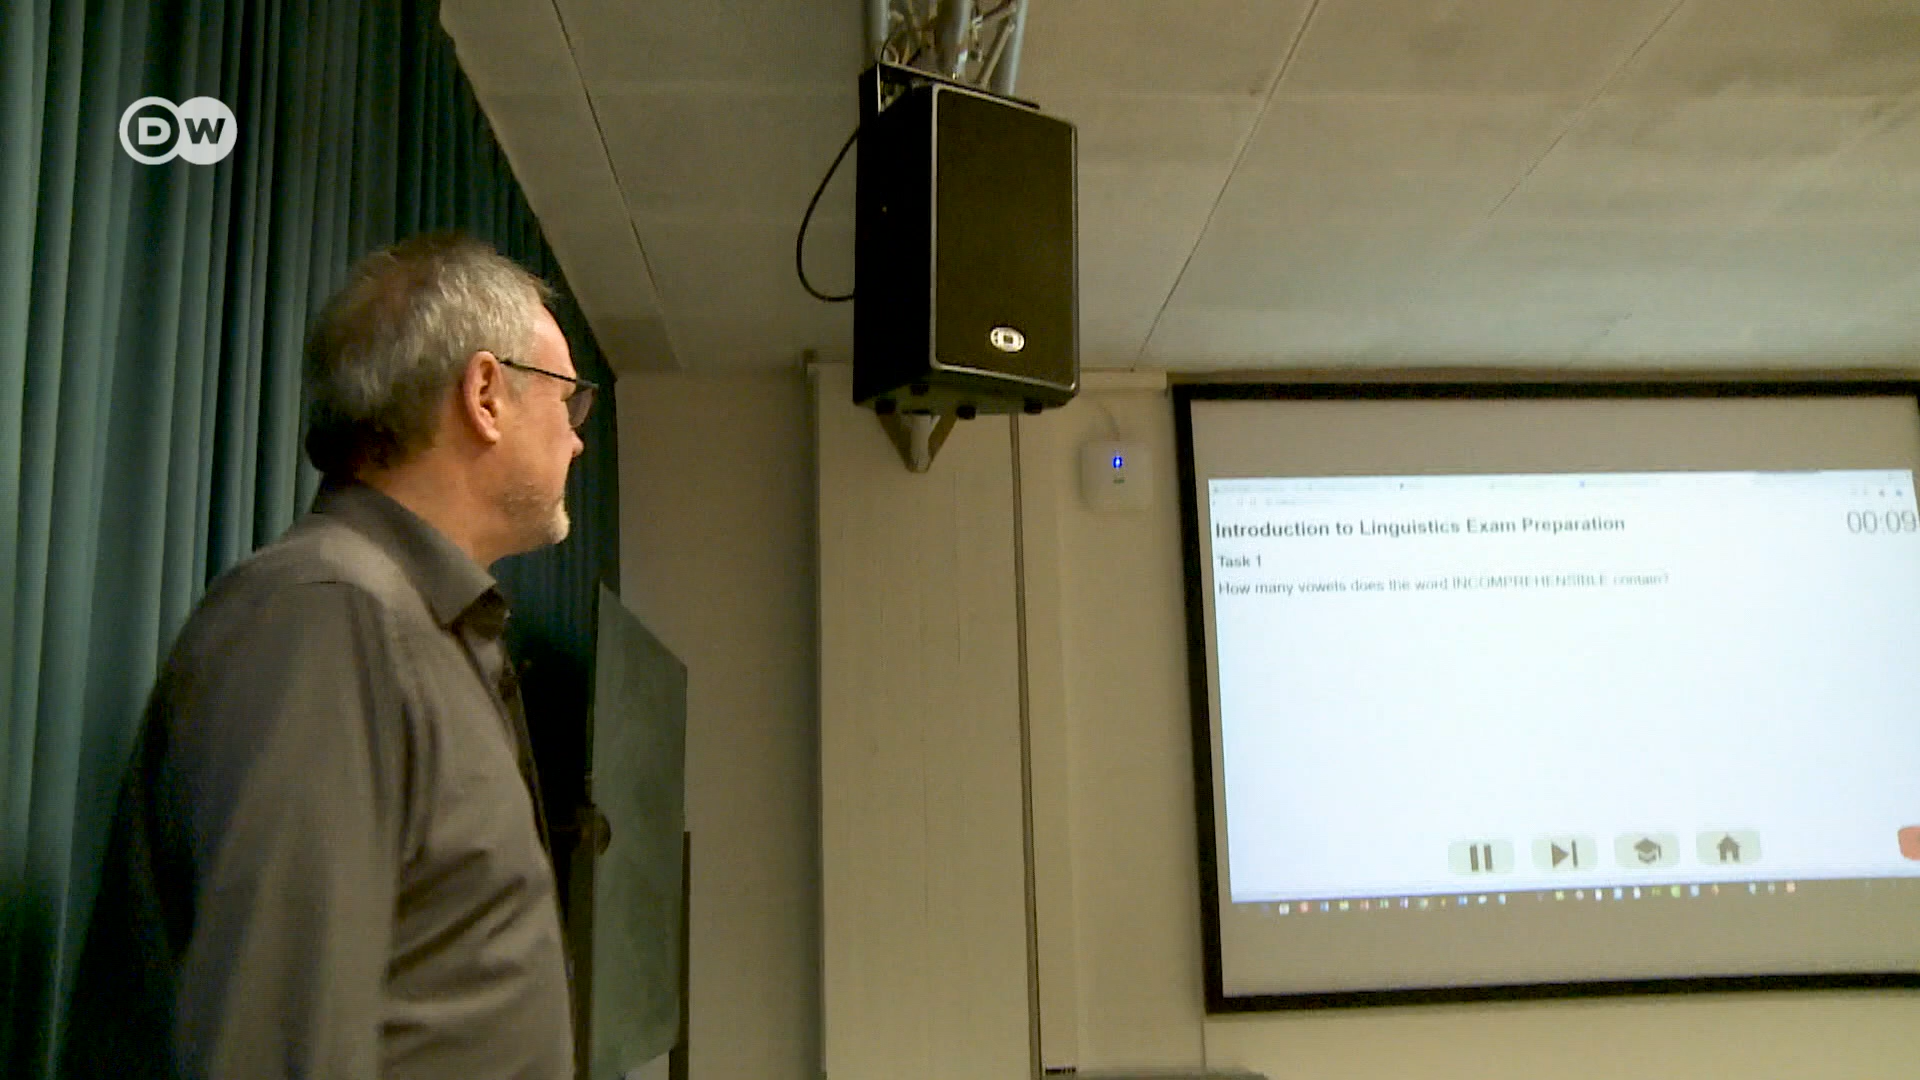 DW
Introduction to Linguistics Exam Preparation
00:09
Task 1
How many vowels does the word INCOMPREHENSIBLE contain?